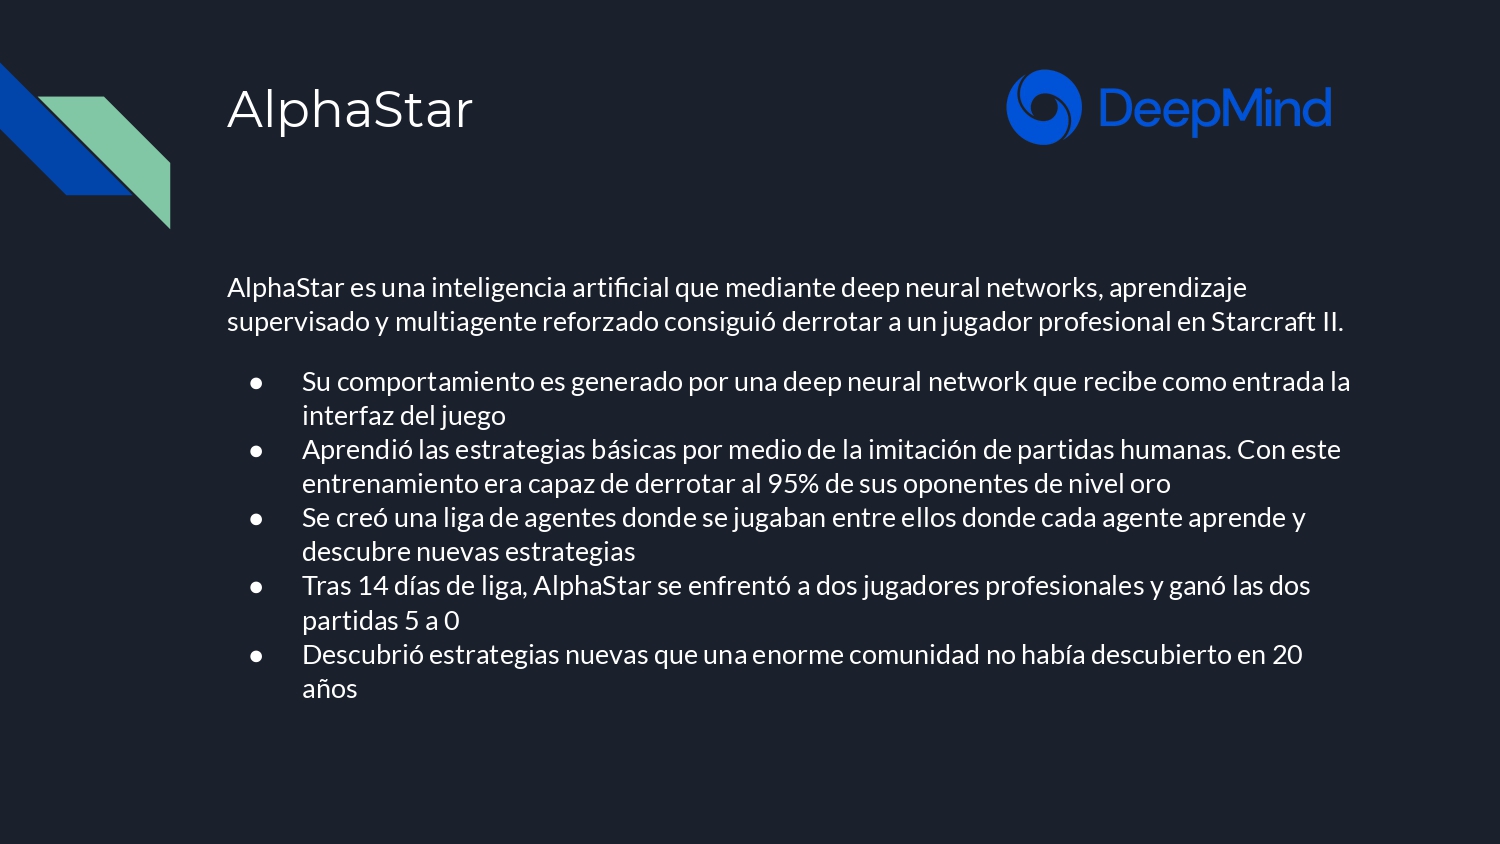 AlphaStar
DeepMind
AlphaStar es una inteligencia artificial que mediante deep neural networks, aprendizaje
supervisado y multiagente reforzado consiguió derrotar a un jugador profesional en Starcraft II.
● Su comportamiento es generado por una deep neural network que recibe como entrada la
interfaz del juego
● Aprendió las estrategias básicas por medio de la imitación de partidas humanas. Con este
entrenamiento era capaz de derrotar al 95% de sus oponentes de nivel oro
● Se creó una liga de agentes donde se jugaban entre ellos donde cada agente aprende y
descubre nuevas estrategias
● Tras 14 días de liga, AlphaStar se enfrentó a dos jugadores profesionales y ganó las dos
partidas 5 a 0
● Descubrió estrategias nuevas que una enorme comunidad no había descubierto en 20
años